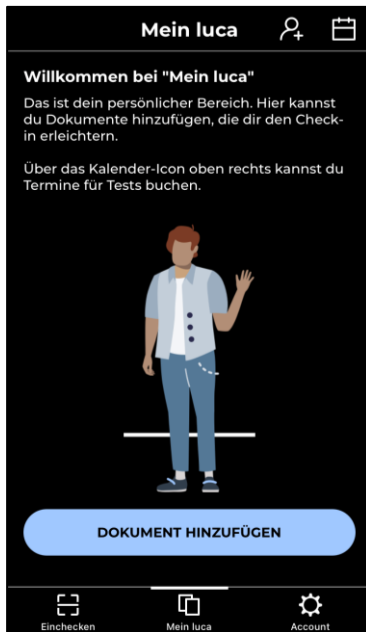 Mein luca
Willkommen bei "Mein luca"
Das ist dein persönlicher Bereich. Hier kannst
du Dokumente hinzufügen, die dir den Check-
in erleichtern.
Über das Kalender-Icon oben rechts kannst du
Termine für Tests buchen.
DOKUMENT HINZUFÜGEN
Einchecken
Mein luca
Account